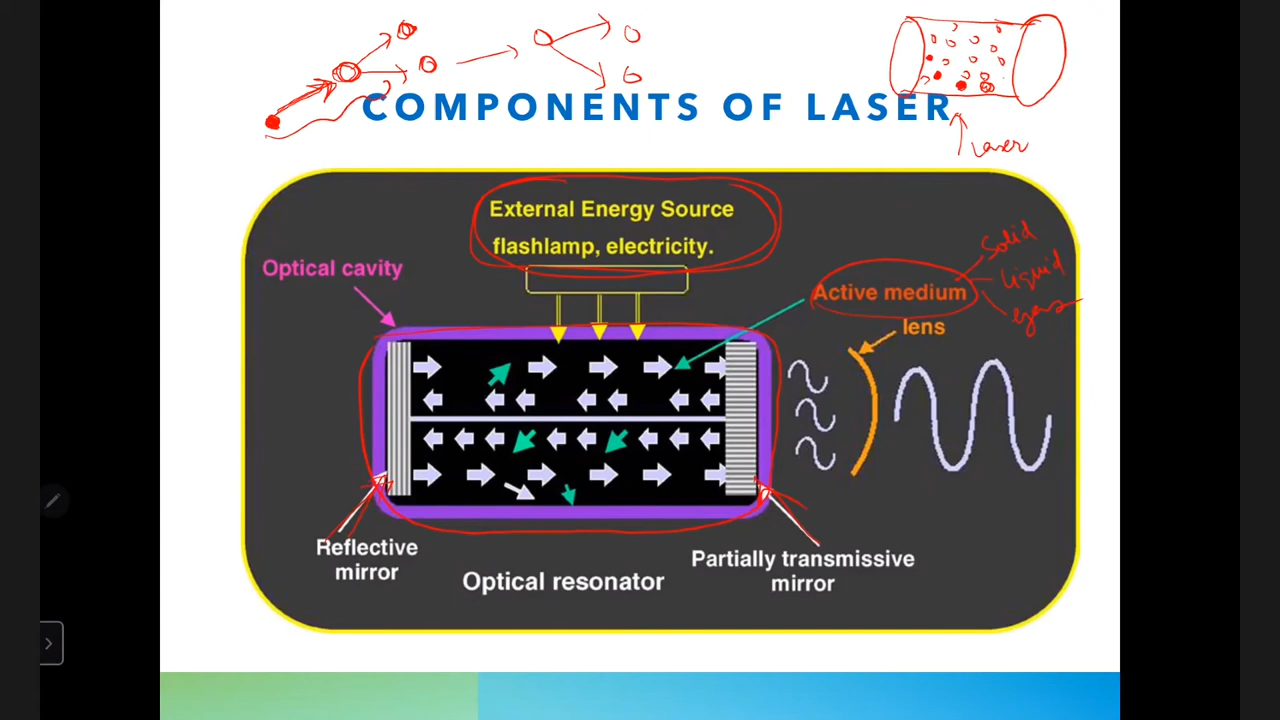 COMPONENTS OF LASER
Laser
External Energy Source
flashlamp, electricity.
Optical cavity
Solid
Liquid
Active medium
lens
Reflective
mirror
Optical resonator
Partially transmissive
mirror